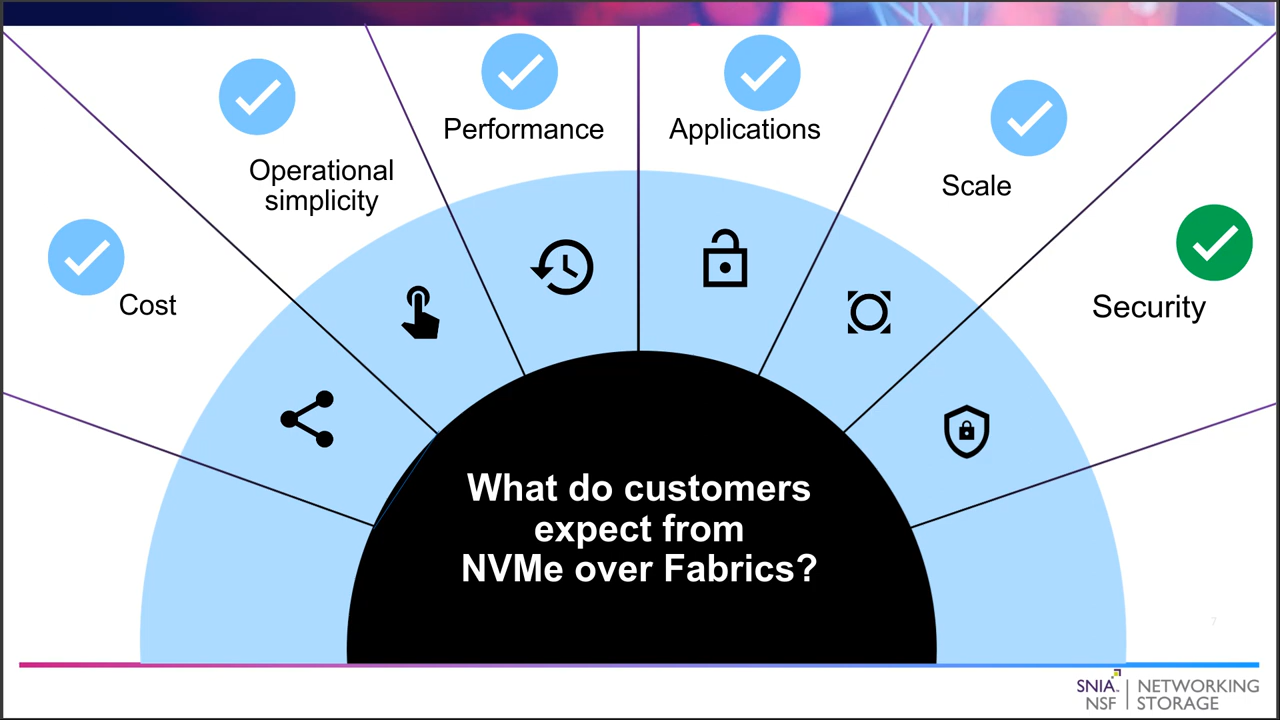 Performance
Applications
Operational
simplicity
Scale
Cost
Security
What do customers
expect from
NVMe over Fabrics?
7
SNIA
NSF
NETWORKING
STORAGE